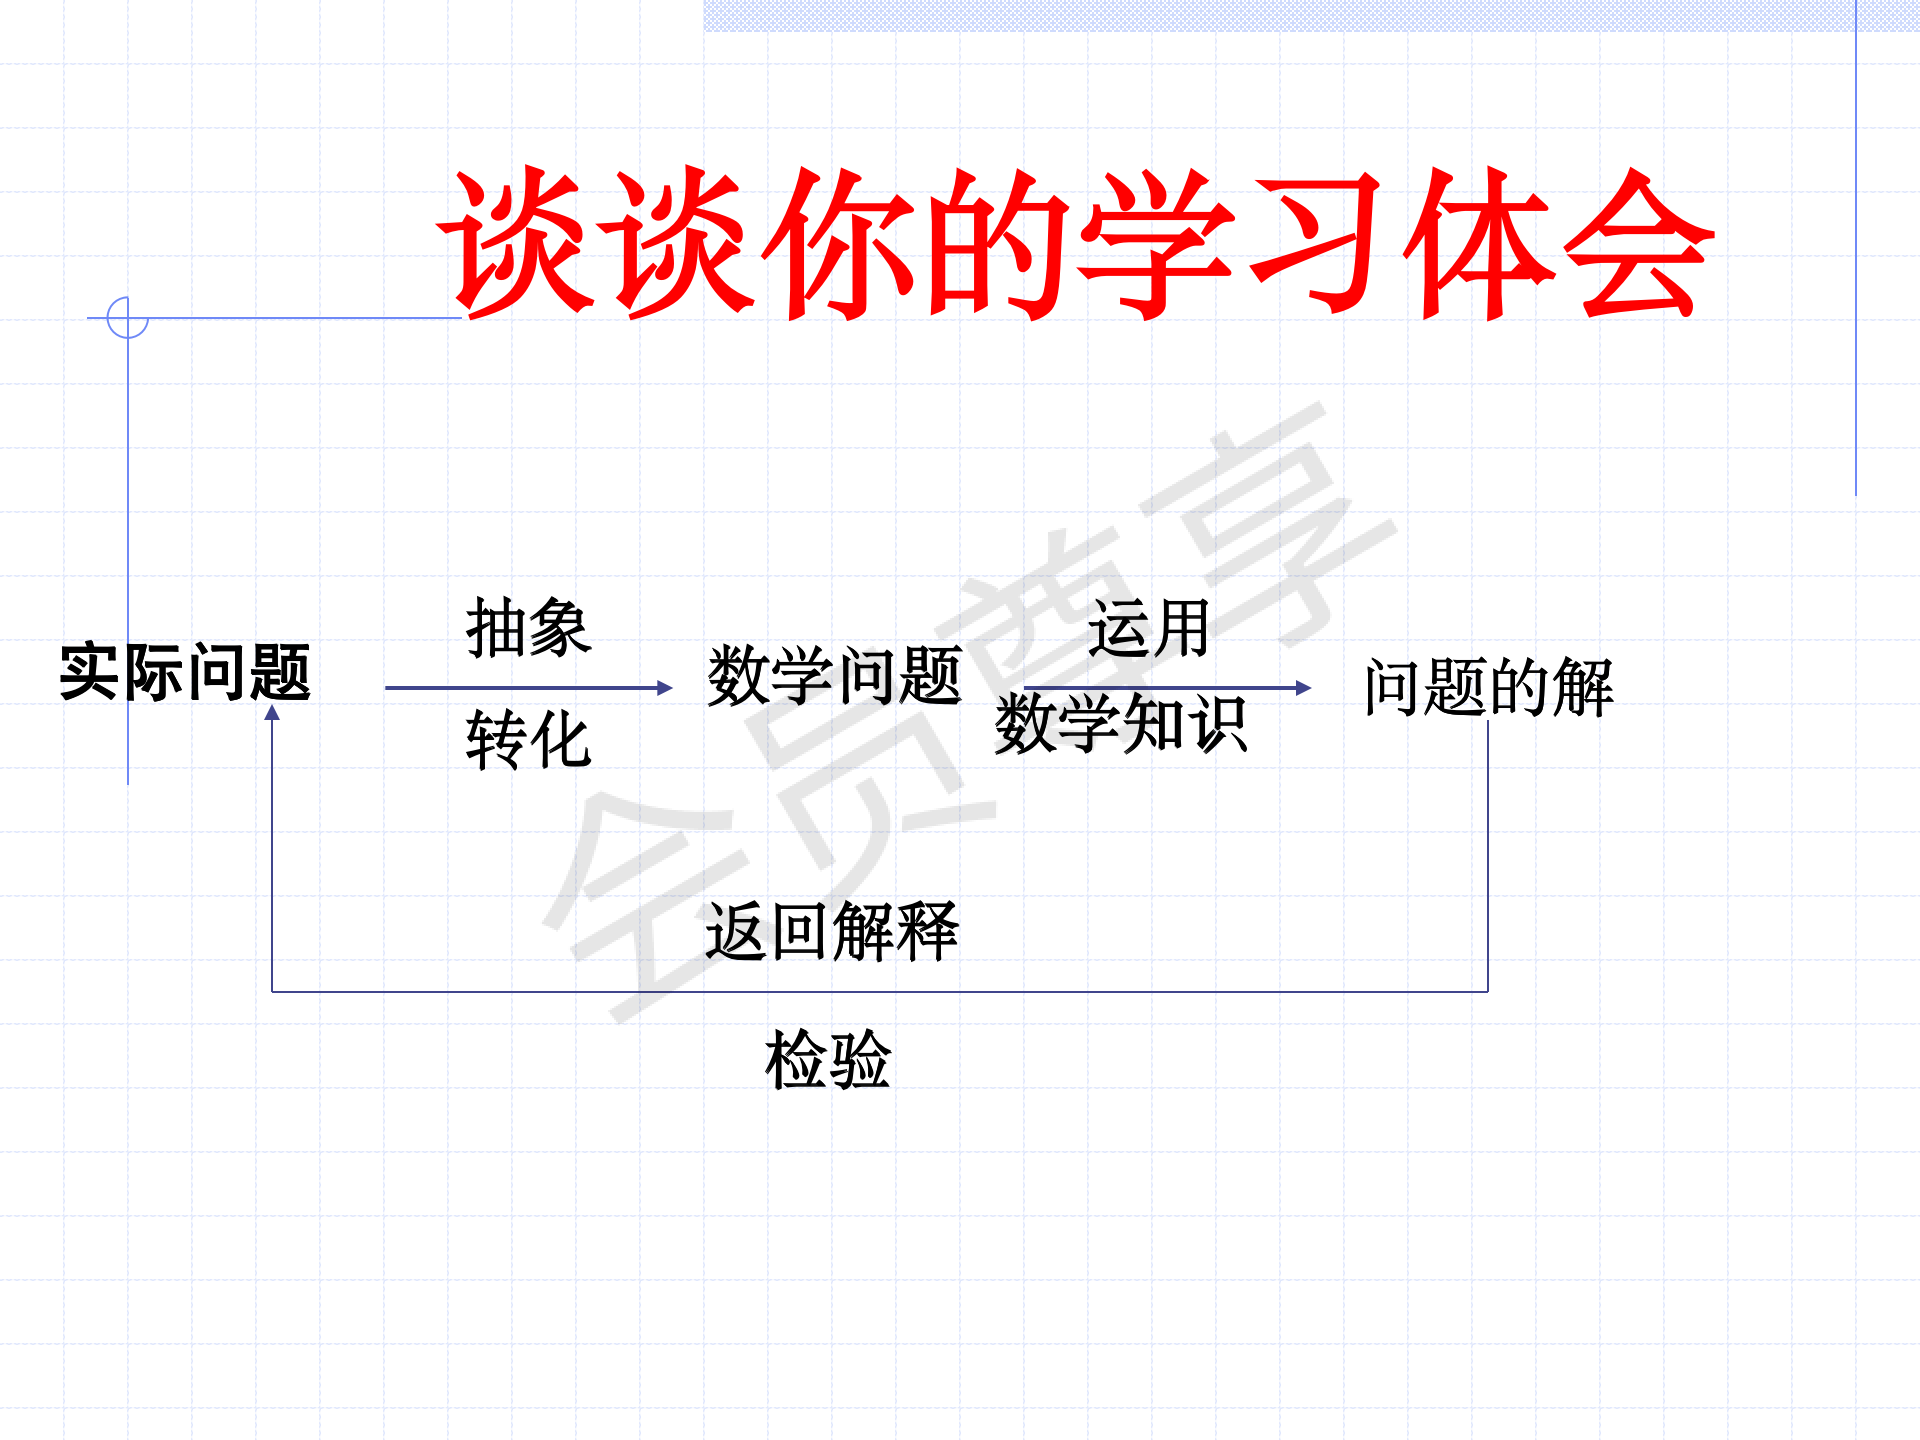 谈谈你的学习体会
抽象
运用
实际问题
数学问题
问题的解
转化
数学知识
返回解释
检验
会员尊享